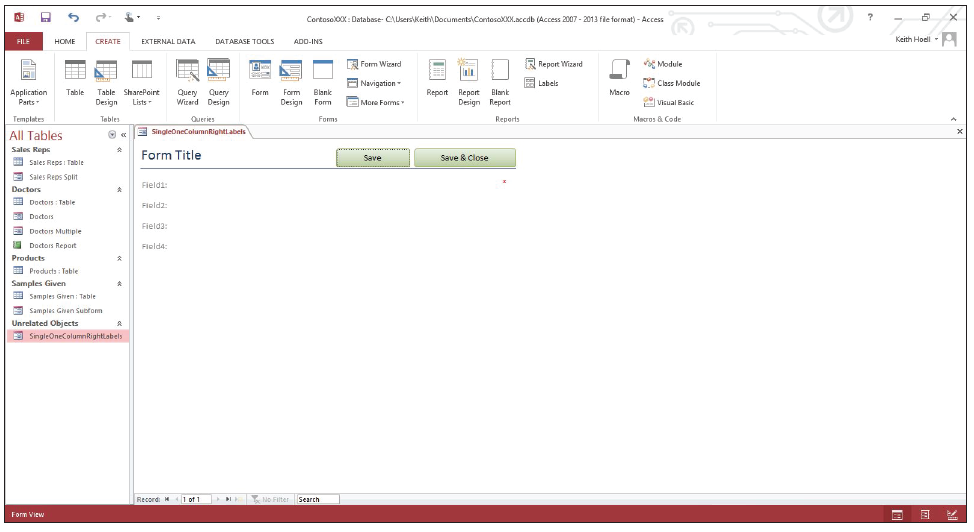 ContosoXXX : Database- C:\Users\Keith\Documents\ContosoXXX.accdb (Access 2007 - 2013 file format) - Access
?
FILE HOME CREATE EXTERNAL DATA DATABASE TOOLS ADD-INS
Keith Hoell
Application Parts
Table
Table Design
SharePoint Lists
Query Wizard
Query Design
Form
Form Design
Blank Form
Form Wizard
Navigation
More Forms
Report
Report Design
Blank Report
Report Wizard
Labels
Macro
Module
Class Module
Visual Basic
Templates Tables Queries Forms Reports Macros & Code
All Tables «
Sales Reps
Sales Reps : Table
Sales Reps Split
Doctors
Doctors : Table
Doctors
Doctors Multiple
Doctors Report
Products
Products : Table
Samples Given
Samples Given : Table
Samples Given Subform
Unrelated Objects
SingleOneColumnRightLabels
SingleOneColumnRightLabels
Form Title Save Save & Close
Field1: *
Field2:
Field3:
Field4:
Record: 1 of 1 No Filter Search
Form View